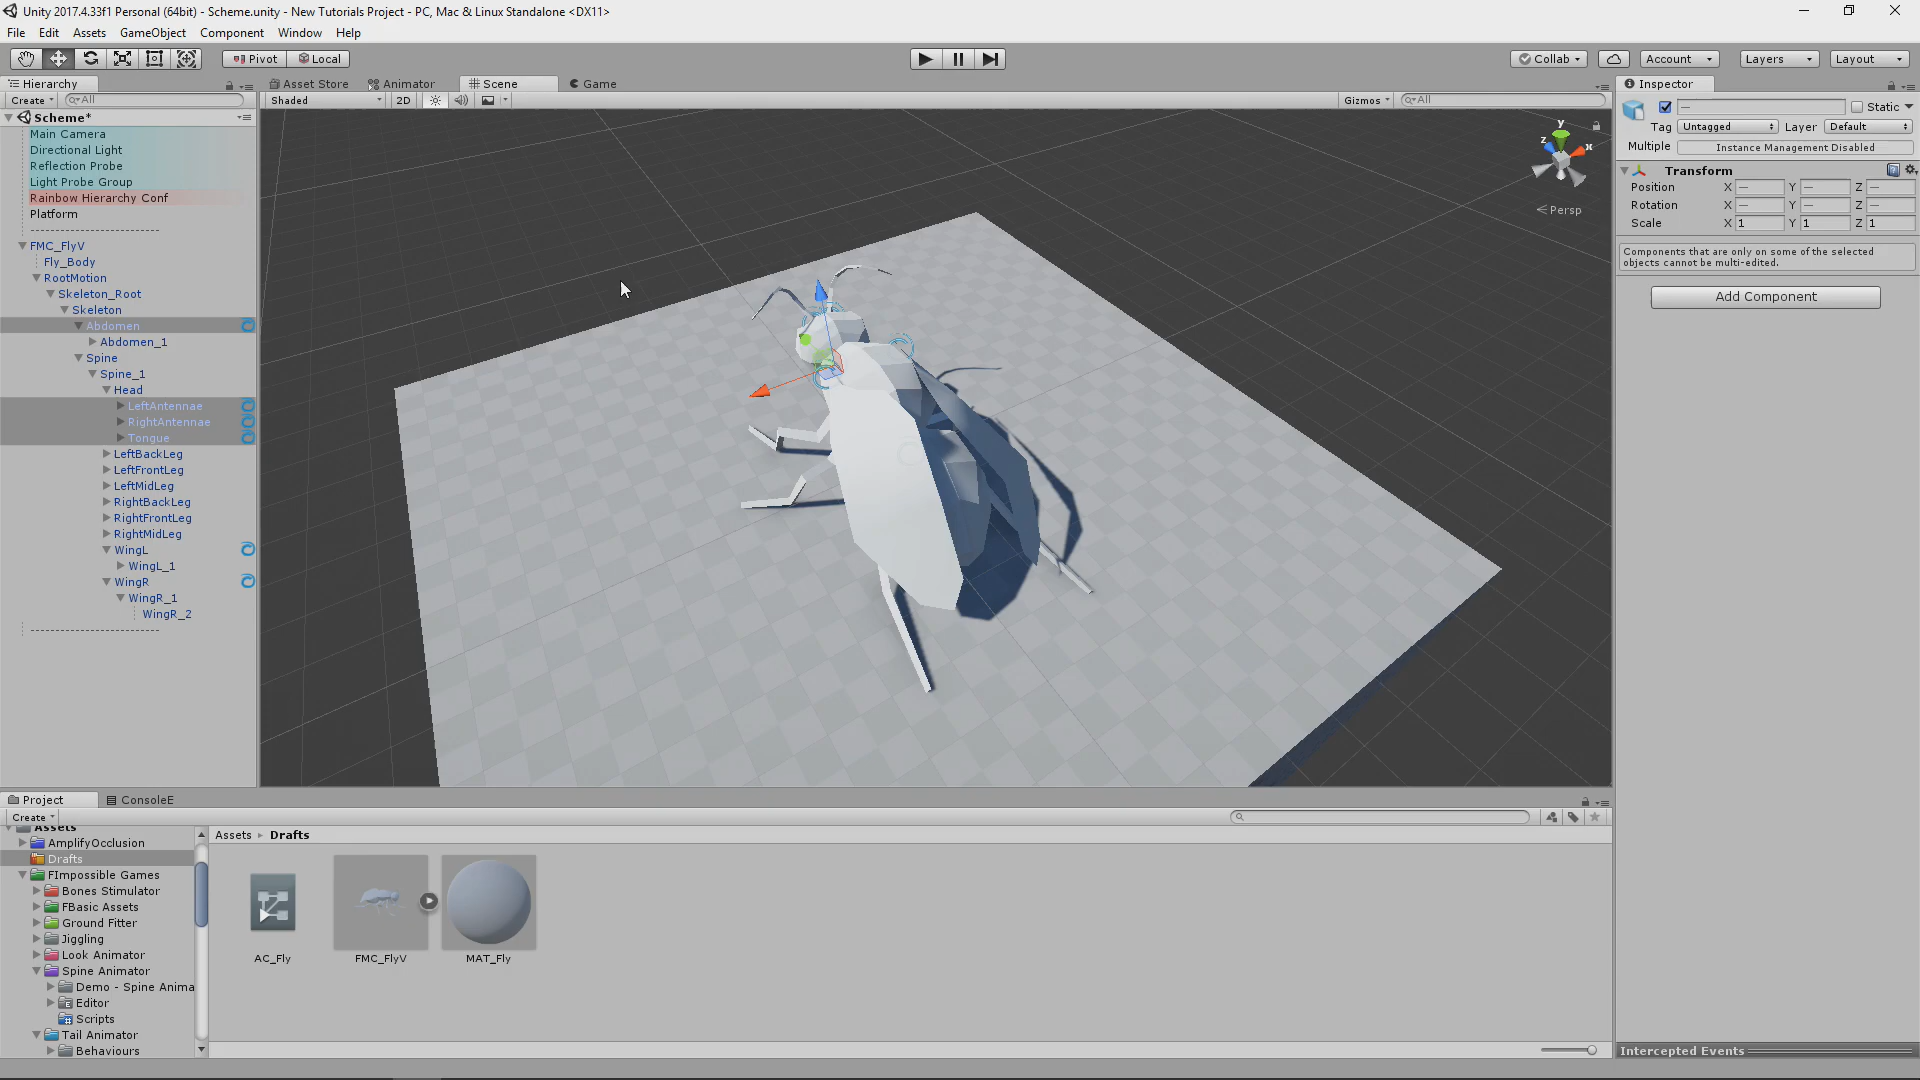 Unity 2017.4.33f1 Personal (64bit) - Scheme.unity - New Tutorials Project - PC, Mac & Linux Standalone <DX11>
File Edit Assets GameObject Component Window Help
Pivot Local Collab Account Layers Layout
Hierarchy Asset Store Animator Scene Game Inspector
Create All Shaded 2D Gizmos All
Scheme*
Main Camera
Directional Light
Reflection Probe
Light Probe Group
Rainbow Hierarchy Conf
Platform
-----------------------
FMC_FlyV
Fly_Body
RootMotion
Skeleton_Root
Skeleton
Abdomen
Abdomen_1
Spine
Spine_1
Head
LeftAntennae
RightAntennae
Tongue
LeftBackLeg
LeftFrontLeg
LeftMidLeg
RightBackLeg
RightFrontLeg
RightMidLeg
WingL
WingL_1
WingR
WingR_1
WingR_2
-----------------------
y
z x
Persp
— Static
Tag Untagged Layer Default
Multiple Instance Management Disabled
Transform
Position X — Y — Z —
Rotation X — Y — Z —
Scale X 1 Y 1 Z 1
Components that are only on some of the selected
objects cannot be multi-edited.
Add Component
Project ConsoleE
Create
Assets
AmplifyOcclusion
Drafts
FImpossible Games
Bones Stimulator
FBasic Assets
Ground Fitter
Jiggling
Look Animator
Spine Animator
Demo - Spine Anima
Editor
Scripts
Tail Animator
Behaviours
Assets Drafts
AC_Fly FMC_FlyV MAT_Fly
Intercepted Events